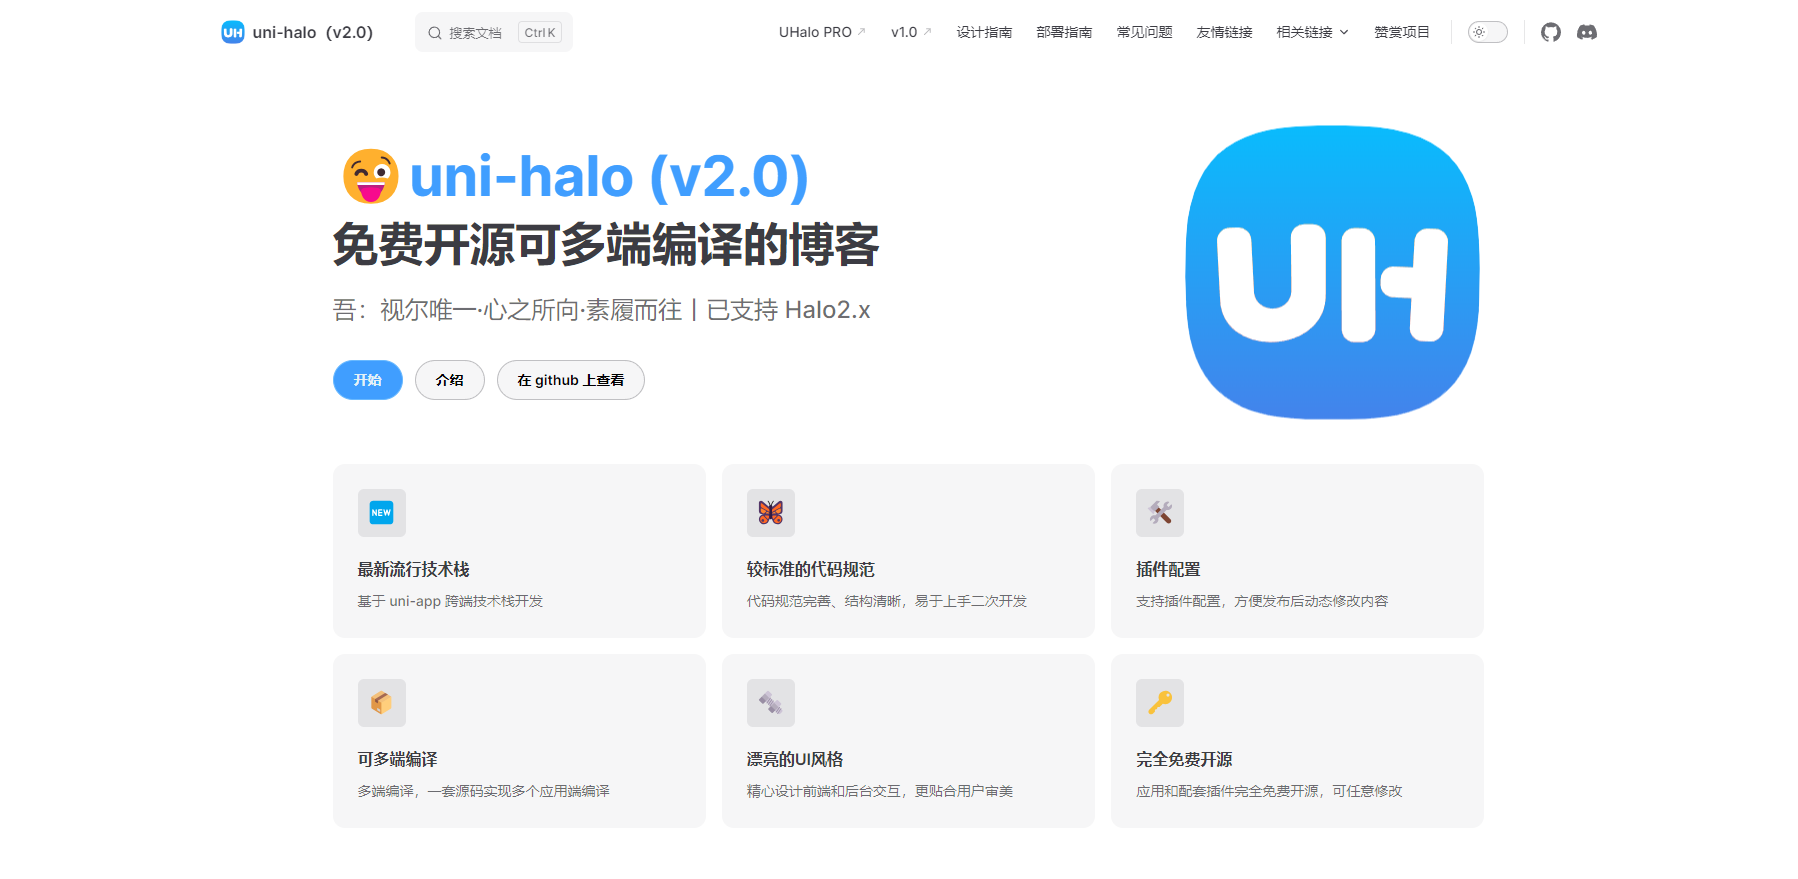 UH uni-halo (v2.0)
搜索文档 Ctrl K
UHalo PRO
v1.0
设计指南
部署指南
常见问题
友情链接
相关链接
赞赏项目
uni-halo (v2.0)
免费开源可多端编译的博客
吾：视尔唯一·心之所向·素履而往丨已支持 Halo2.x
开始
介绍
在 github 上查看
UH
NEW
最新流行技术栈
基于 uni-app 跨端技术栈开发
较标准的代码规范
代码规范完善、结构清晰，易于上手二次开发
插件配置
支持插件配置，方便发布后动态修改内容
可多端编译
多端编译，一套源码实现多个应用端编译
漂亮的UI风格
精心设计前端和后台交互，更贴合用户审美
完全免费开源
应用和配套插件完全免费开源，可任意修改